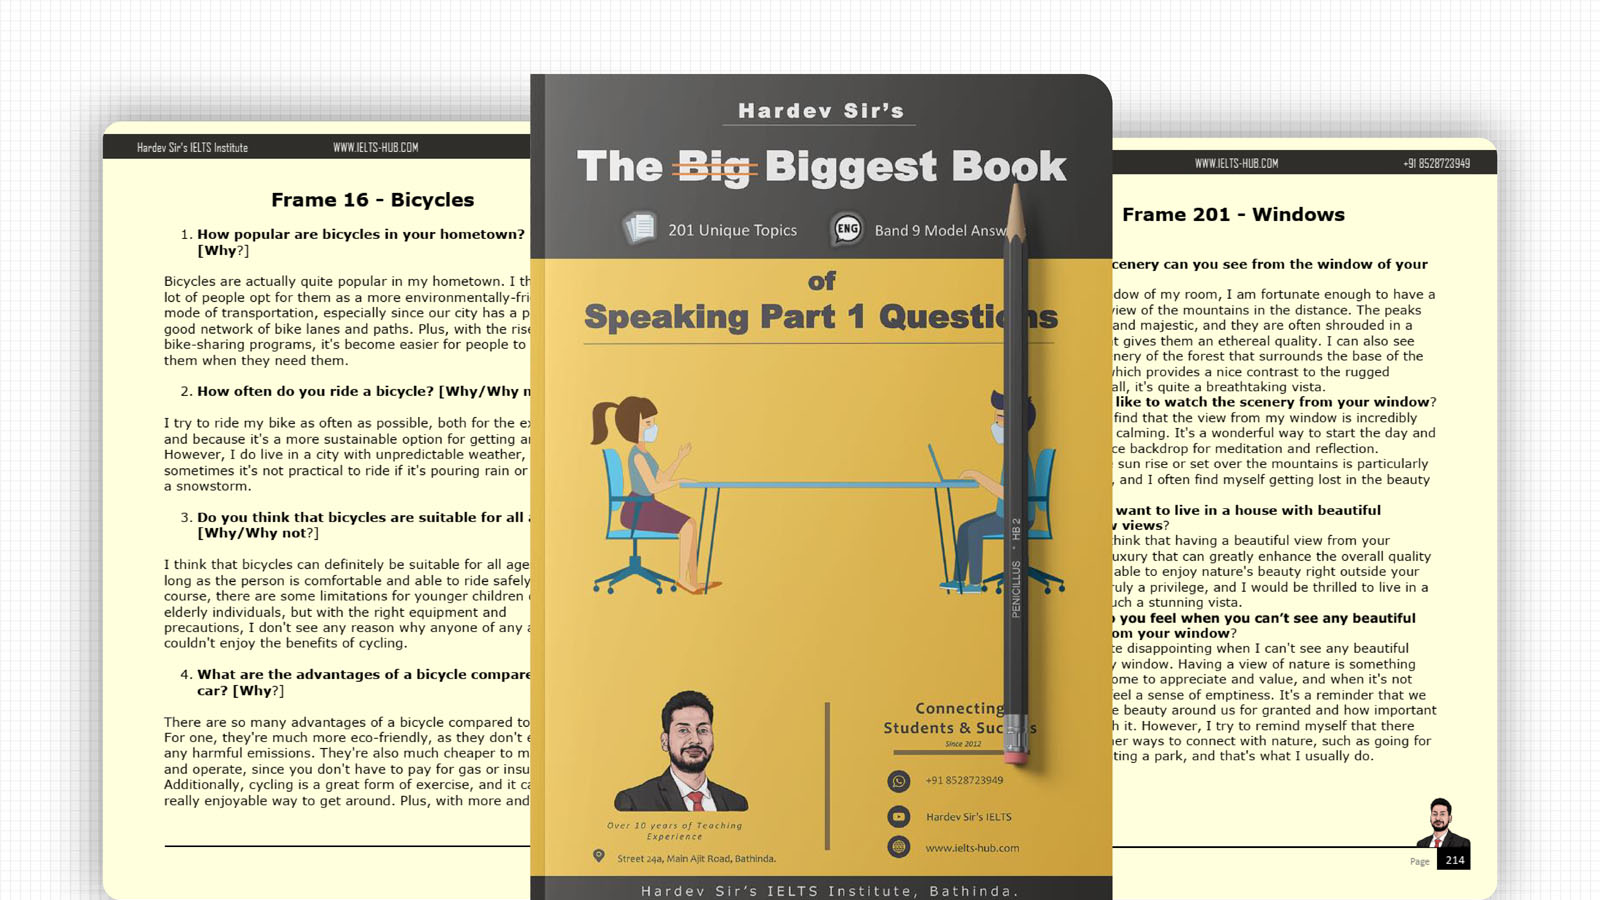 Hardev Sir's IELTS Institute
WWW.IELTS-HUB.COM
Frame 16 - Bicycles
1. How popular are bicycles in your hometown?
[Why?]
Bicycles are actually quite popular in my hometown. I
lot of people opt for them as a more
mode of transportation, especially since our city has a
good network of bike lanes and paths. Plus, with the
bike-sharing programs, it's become easier for people to
them when they need them.
2. How often do you ride a bicycle? [Why/Why
I try to ride my bike as often as possible, both for the
and because it's a more sustainable option for getting
However, I do live in a city with unpredictable weather,
sometimes it's not practical to ride if it's pouring rain or
a snowstorm.
3. Do you think that bicycles are suitable for all
[Why/Why not?]
I think that bicycles can definitely be suitable for all
long as the person is comfortable and able to ride safely
course, there are some limitations for younger children
elderly individuals, but with the right equipment and
precautions, I don't see any reason why anyone of any
couldn't enjoy the benefits of cycling.
4. What are the advantages of a bicycle
car? [Why?]
There are so many advantages of a bicycle compared to
For one, they're much more eco-friendly, as they don't
any harmful emissions. They're also much cheaper to
and operate, since you don't have to pay for gas or
Additionally, cycling is a great form of exercise, and it
really enjoyable way to get around. Plus, with more and
Hardev Sir's
The Big Biggest Book
201 Unique Topics
Band 9 Model
of
Speaking Part 1 Questions
Connecting
Students &
Since 2012
+91 8528723949
Hardev Sir's IELTS
www.ielts-hub.com
Over 10 years of Teaching
Experience
Street 24a, Main Ajit Road, Bathinda.
Hardev Sir's IELTS Institute, Bathinda.
PENICILLUS * HB 2
WWW.IELTS-HUB.COM
+91 8528723949
Frame 201 - Windows
can you see from the window of your
of my room, I am fortunate enough to have a
of the mountains in the distance. The peaks
and majestic, and they are often shrouded in a
gives them an ethereal quality. I can also see
of the forest that surrounds the base of the
which provides a nice contrast to the rugged
all, it's quite a breathtaking vista.
like to watch the scenery from your window?
find that the view from my window is incredibly
calming. It's a wonderful way to start the day and
backdrop for meditation and reflection.
sun rise or set over the mountains is particularly
, and I often find myself getting lost in the beauty
want to live in a house with beautiful
views?
think that having a beautiful view from your
that can greatly enhance the overall quality
able to enjoy nature's beauty right outside your
a privilege, and I would be thrilled to live in a
a stunning vista.
you feel when you can't see any beautiful
from your window?
disappointing when I can't see any beautiful
window. Having a view of nature is something
to appreciate and value, and when it's not
feel a sense of emptiness. It's a reminder that we
beauty around us for granted and how important
it. However, I try to remind myself that there
ways to connect with nature, such as going for
a park, and that's what I usually do.
Page 214